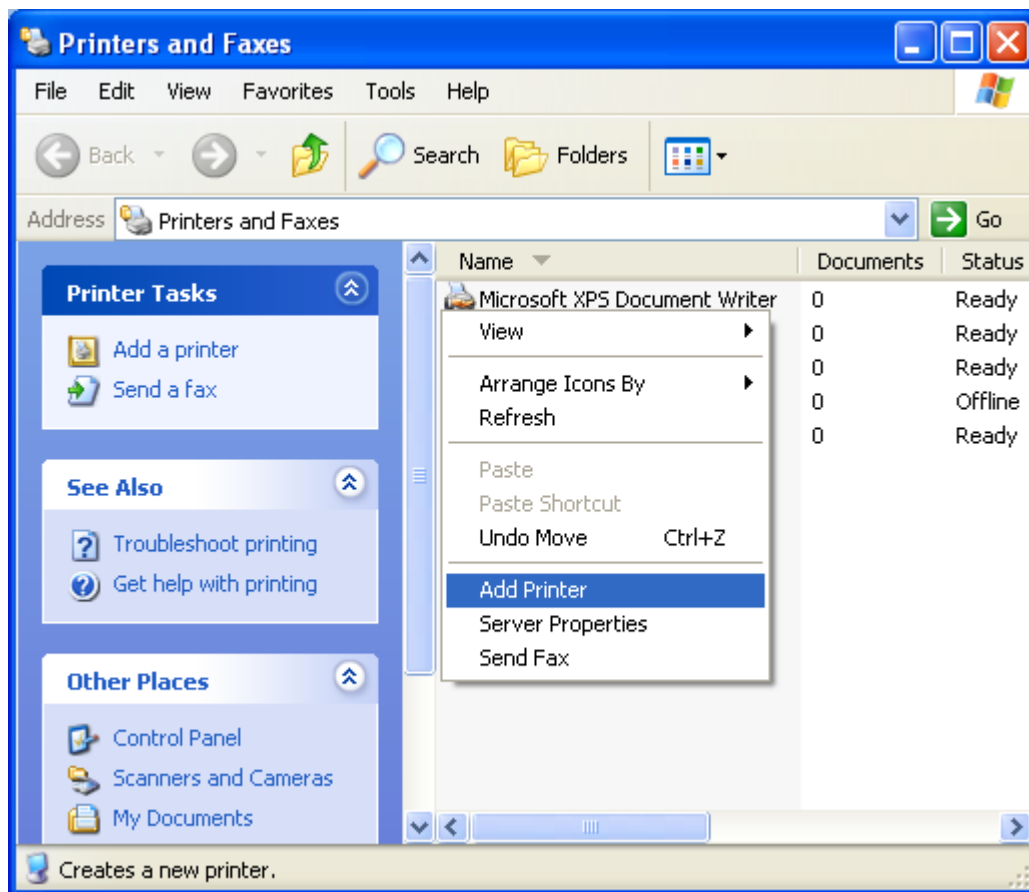 Printers and Faxes
File Edit View Favorites Tools Help
Back Search Folders
Address Printers and Faxes Go
Printer Tasks
Add a printer
Send a fax
See Also
Troubleshoot printing
Get help with printing
Other Places
Control Panel
Scanners and Cameras
My Documents
Name Documents Status
Microsoft XPS Document Writer 0 Ready
0 Ready
0 Ready
0 Offline
0 Ready
View
Arrange Icons By
Refresh
Paste
Paste Shortcut
Undo Move Ctrl+Z
Add Printer
Server Properties
Send Fax
Creates a new printer.